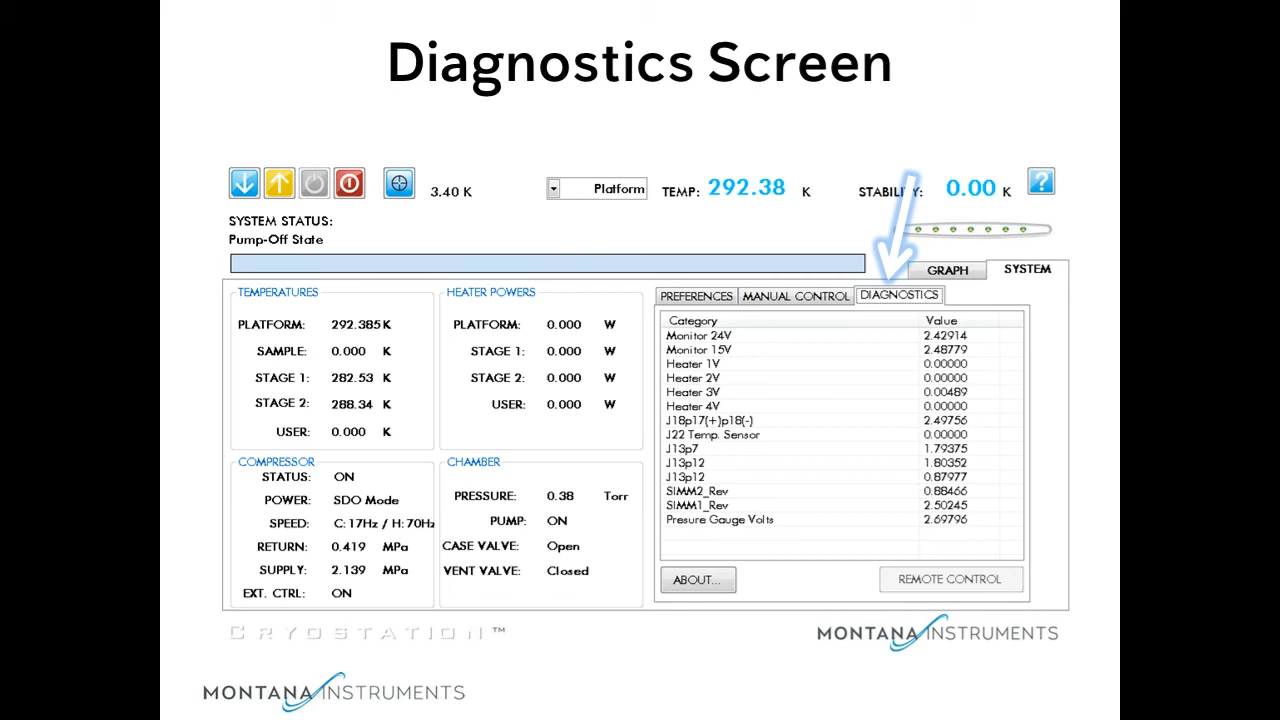 Diagnostics Screen
3.40 K
Platform
TEMP: 292.38 K
STABILITY: 0.00 K
?
SYSTEM STATUS:
Pump-Off State
GRAPH
SYSTEM
TEMPERATURES
PLATFORM: 292.385 K
SAMPLE: 0.000 K
STAGE 1: 282.53 K
STAGE 2: 288.34 K
USER: 0.000 K
HEATER POWERS
PLATFORM: 0.000 W
STAGE 1: 0.000 W
STAGE 2: 0.000 W
USER: 0.000 W
COMPRESSOR
STATUS: ON
POWER: SDO Mode
SPEED: C: 17Hz / H: 70Hz
RETURN: 0.419 MPa
SUPPLY: 2.139 MPa
EXT. CTRL: ON
CHAMBER
PRESSURE: 0.38 Torr
PUMP: ON
CASE VALVE: Open
VENT VALVE: Closed
PREFERENCES
MANUAL CONTROL
DIAGNOSTICS
Category Value
Monitor 24V 2.42914
Monitor 15V 2.48779
Heater 1V 0.00000
Heater 2V 0.00000
Heater 3V 0.00489
Heater 4V 0.00000
J18p17(+)p18(-) 2.49756
J22 Temp. Sensor 0.00000
J13p7 1.79375
J13p12 1.80352
J13p12 0.87977
SIMM2_Rev 0.88466
SIMM1_Rev 2.50245
Presure Gauge Volts 2.69796
ABOUT...
REMOTE CONTROL
CRYOSTATION™
MONTANA INSTRUMENTS
MONTANA INSTRUMENTS